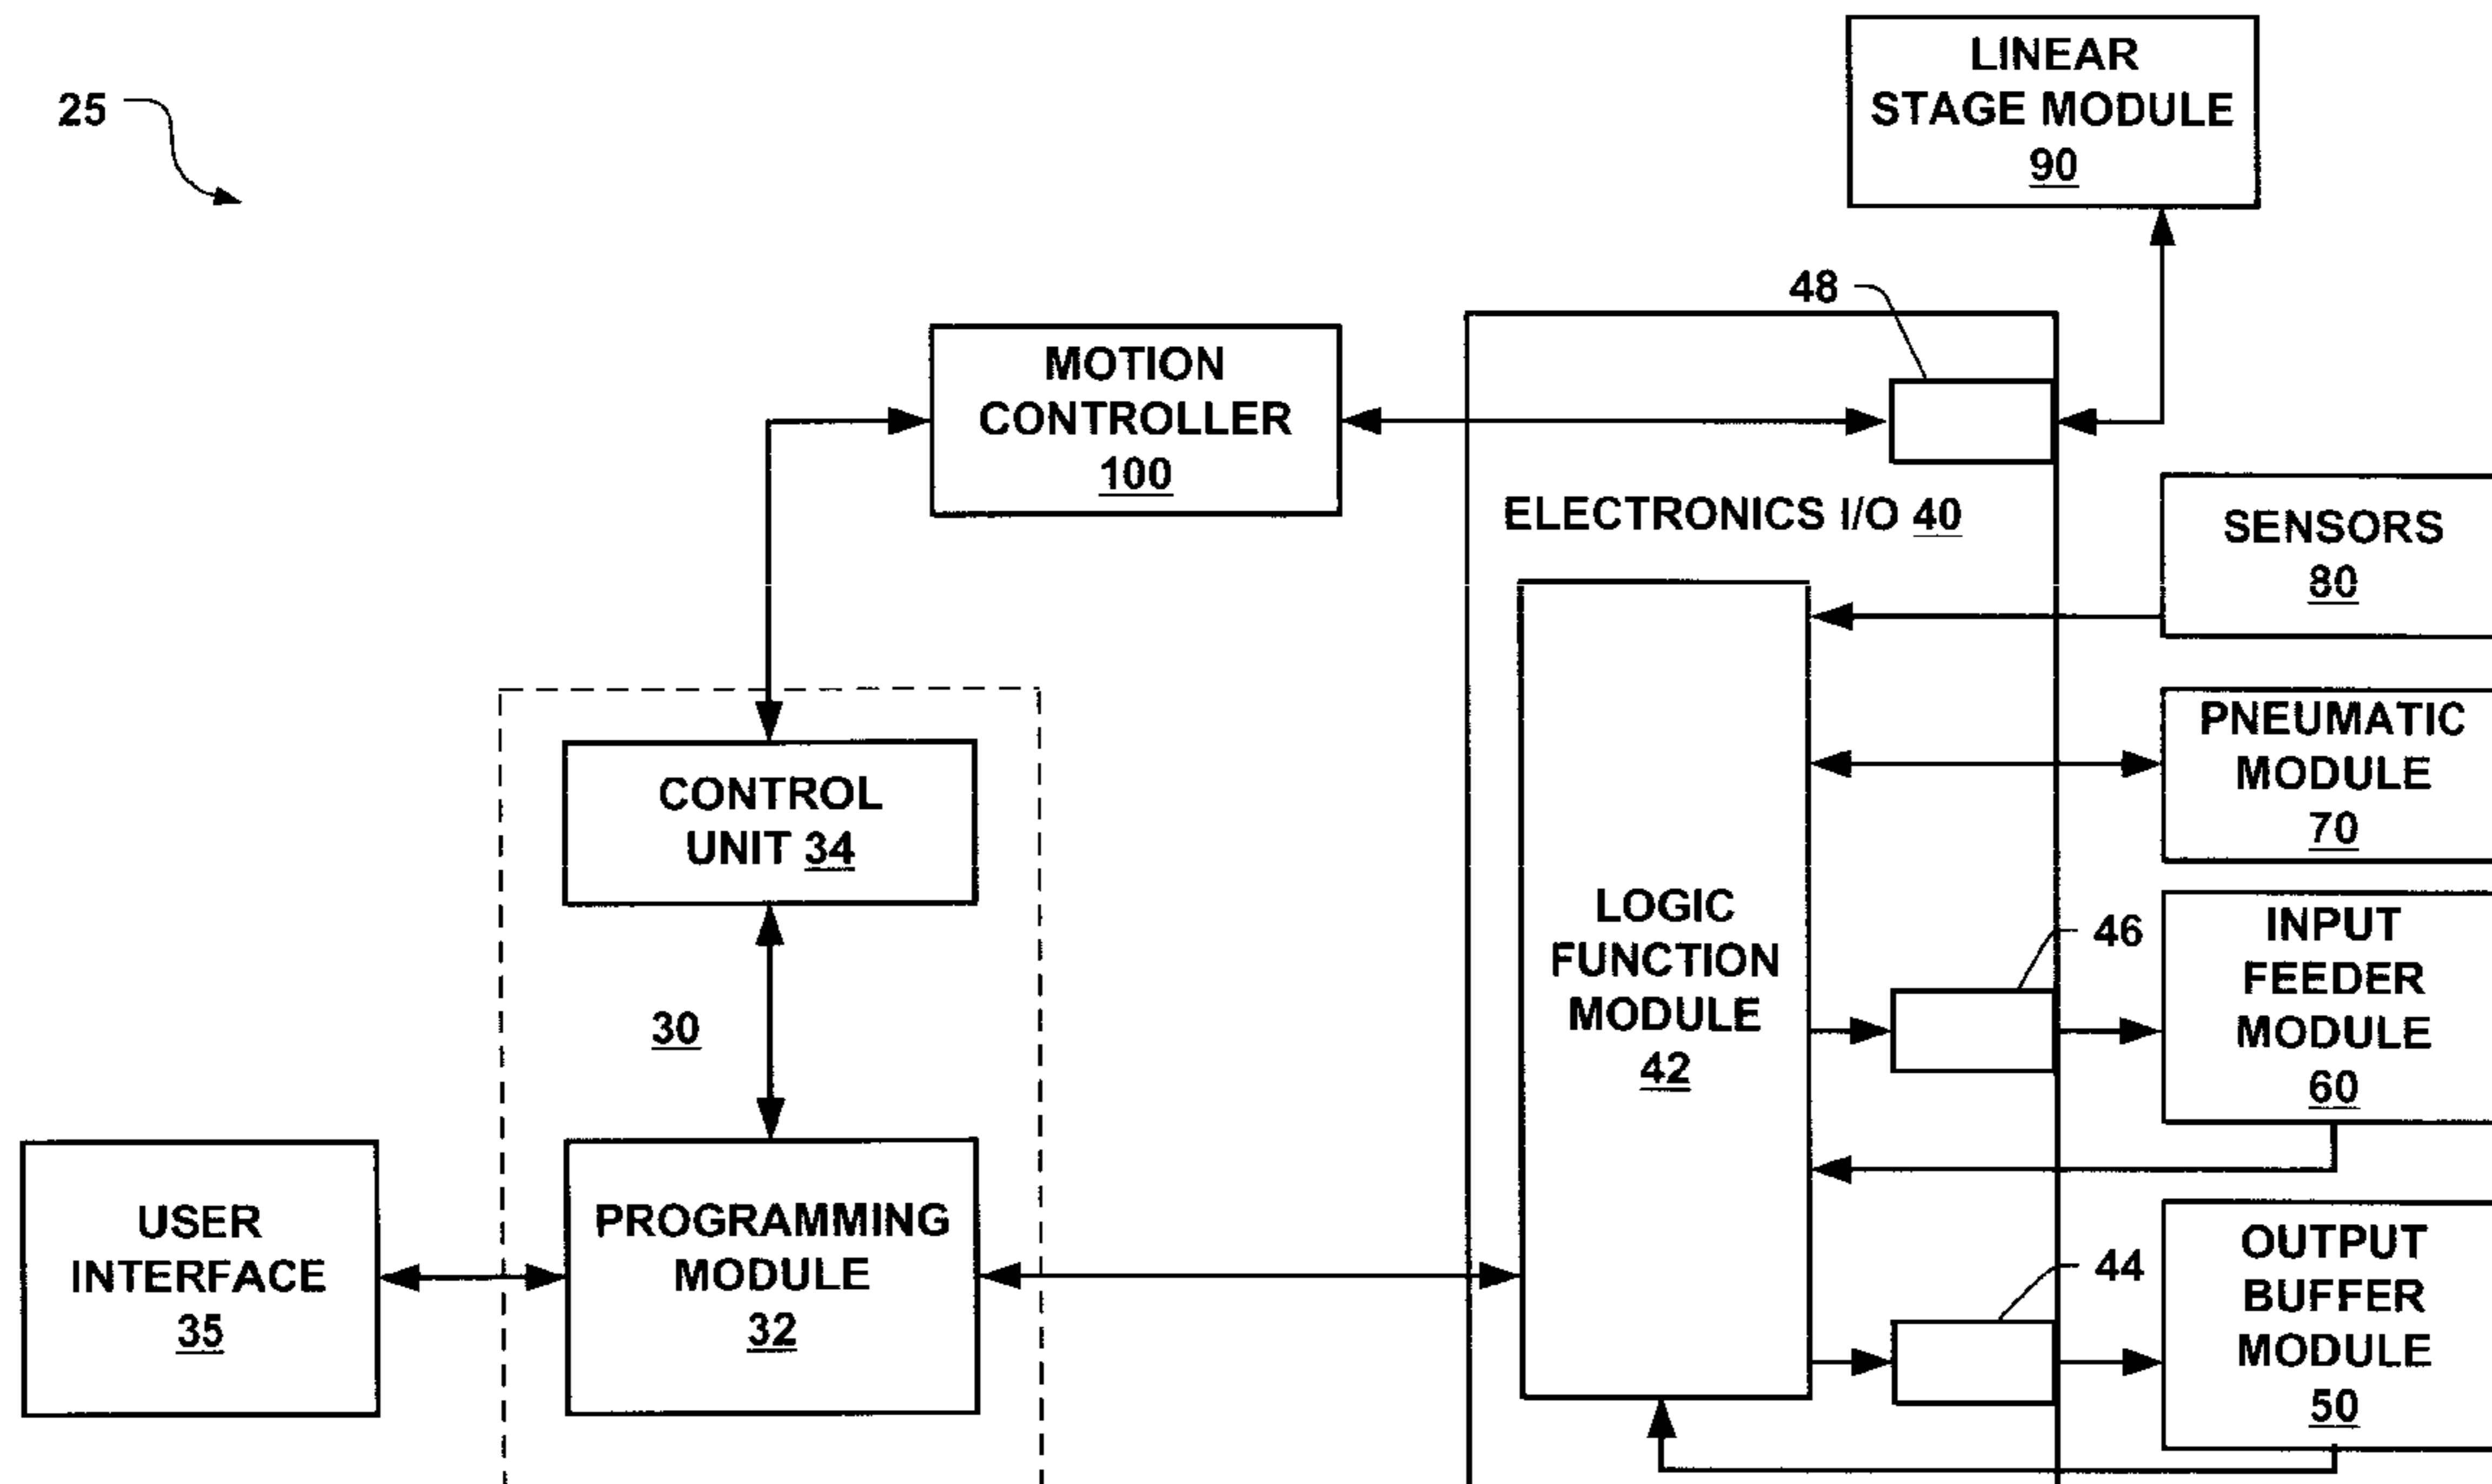 25
LINEAR
STAGE MODULE
90
48
MOTION
CONTROLLER
100
ELECTRONICS I/O 40
SENSORS
80
PNEUMATIC
MODULE
70
CONTROL
UNIT 34
LOGIC
FUNCTION
MODULE
42
46
INPUT
FEEDER
MODULE
60
30
USER
INTERFACE
35
PROGRAMMING
MODULE
32
44
OUTPUT
BUFFER
MODULE
50